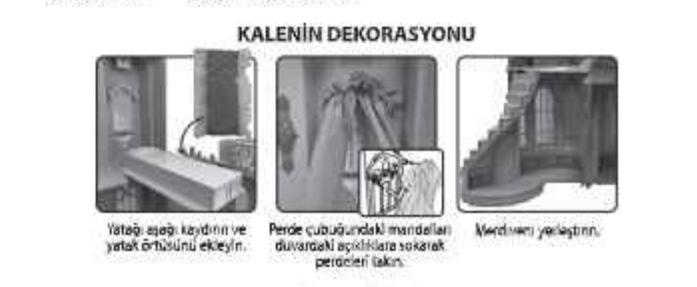 KALENİN DEKORASYONU
Yatağı aşağı kaydırın ve
yatak örtüsünü ekleyin.
Perde çubuğundaki mandalları
duvardaki açıklıklara sokarak
perdeleri takın.
Merdiveni yerleştirin.